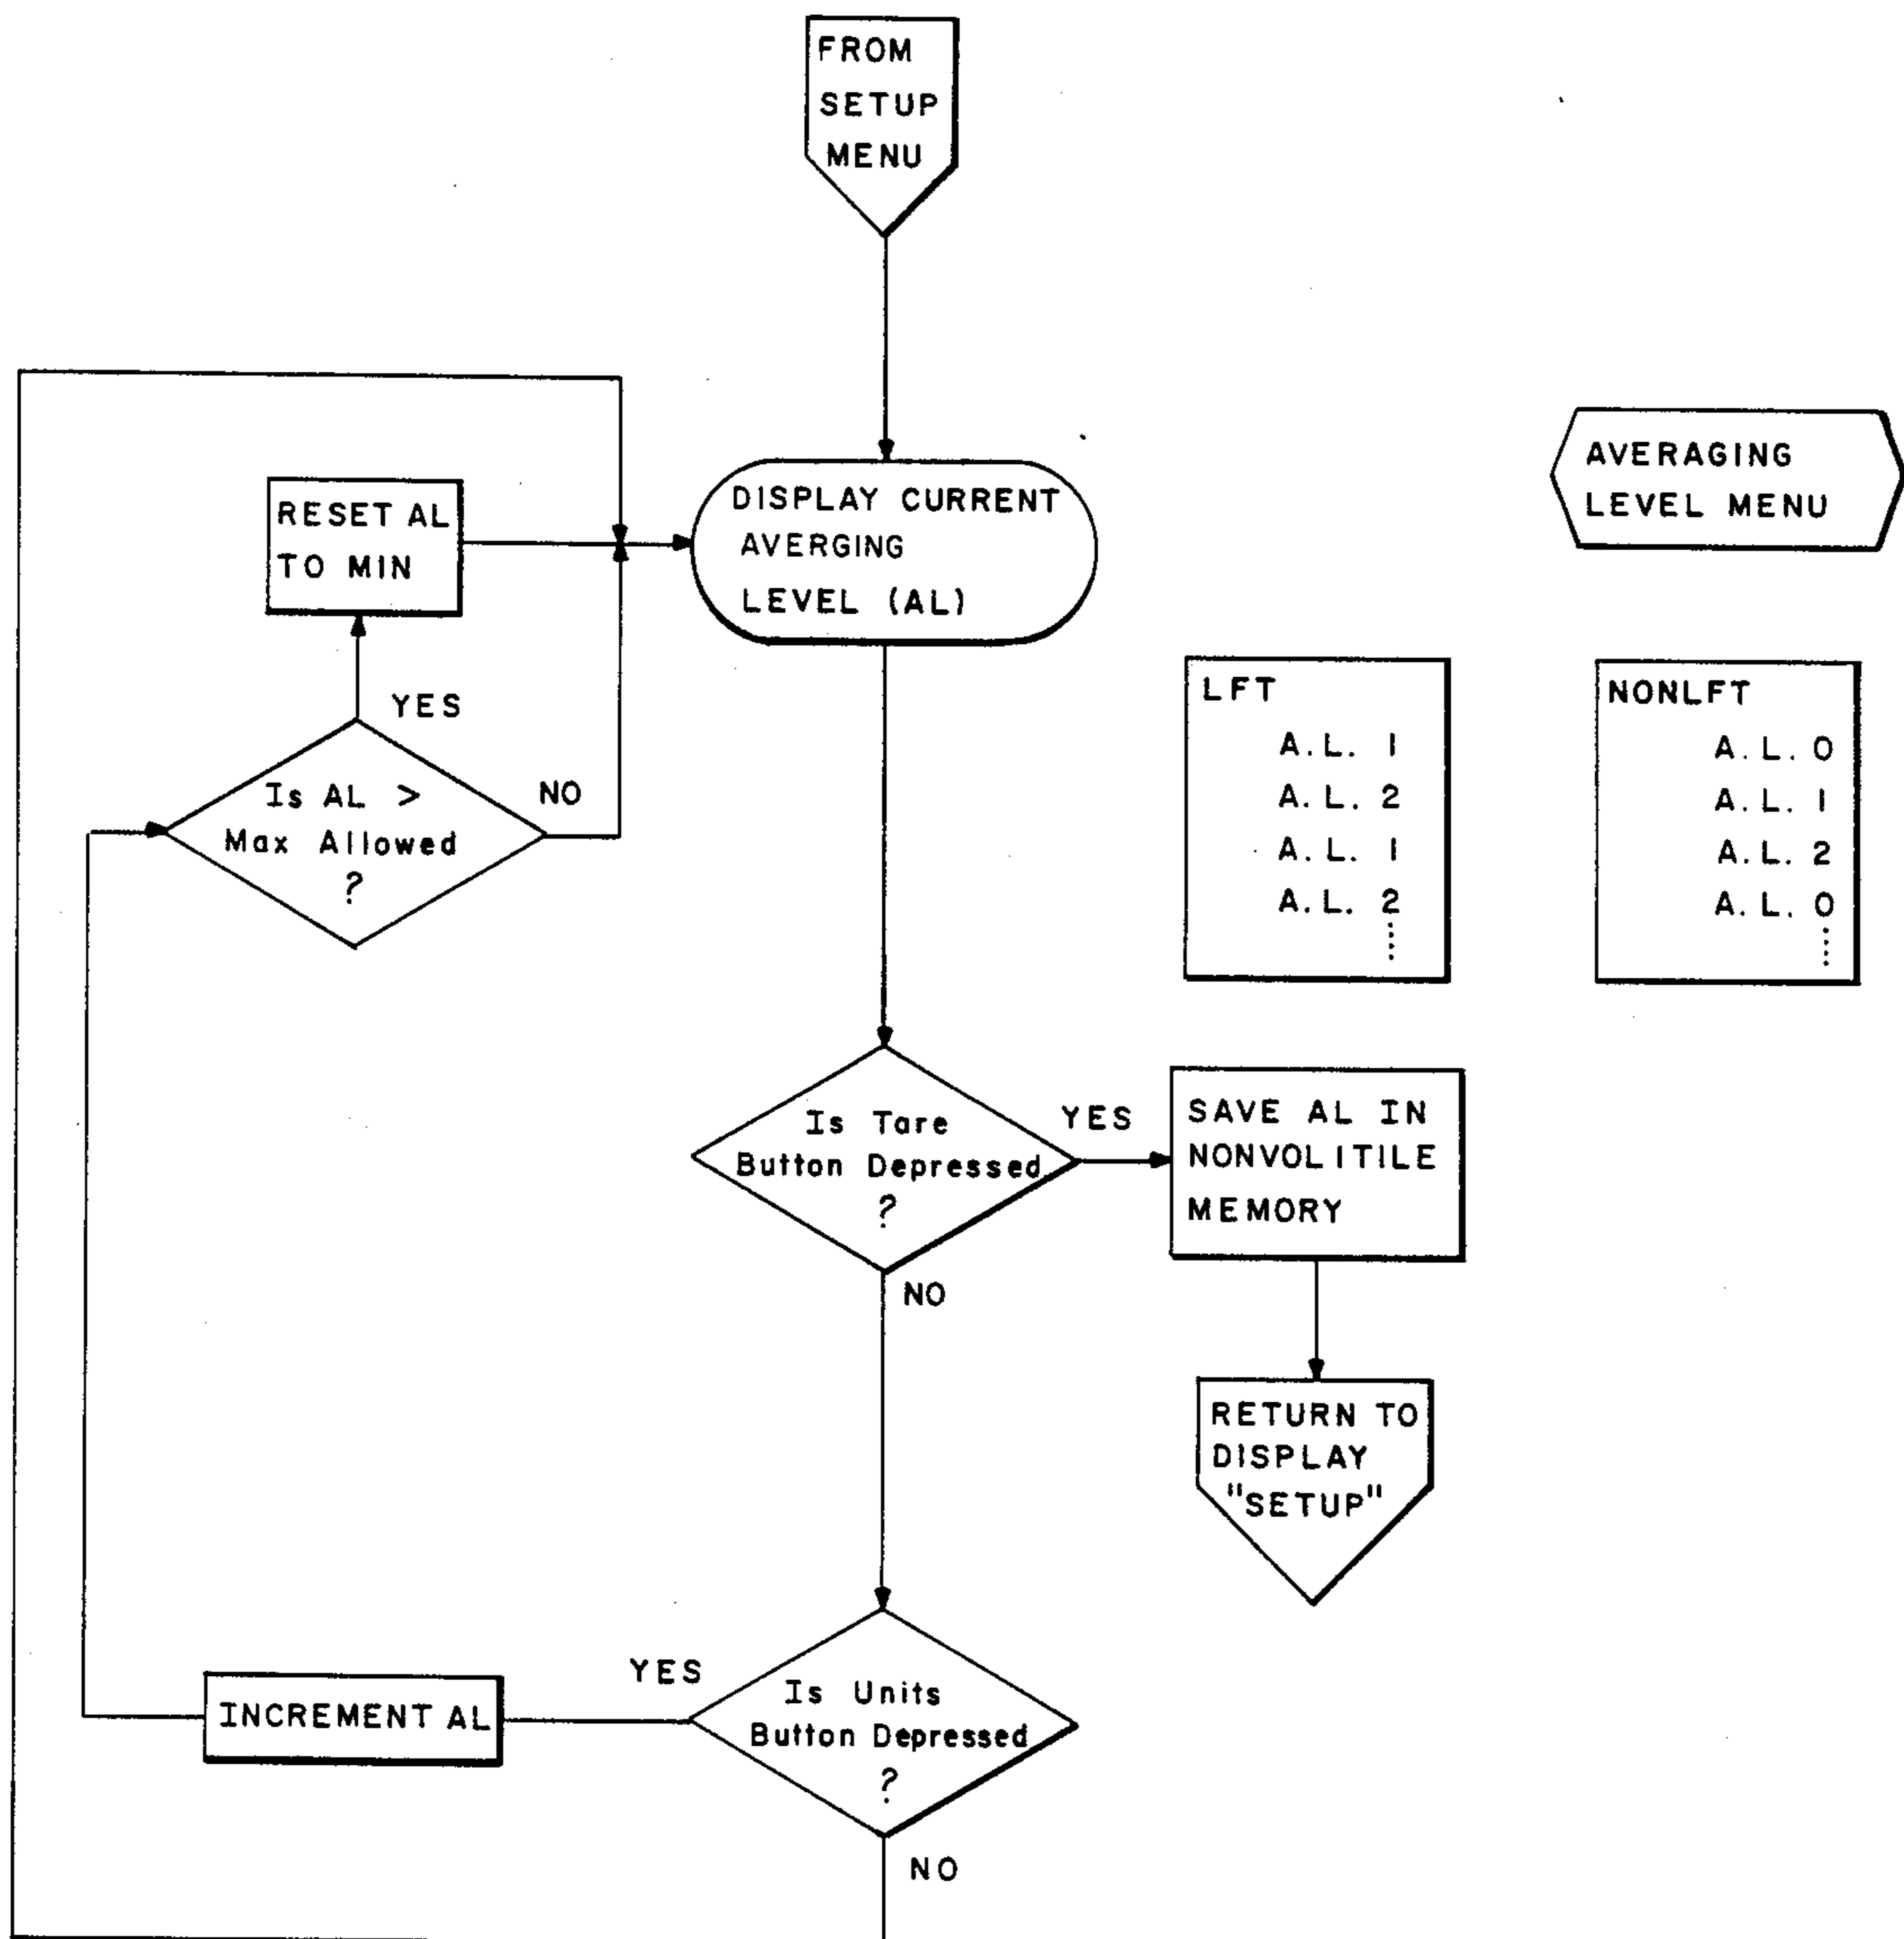 FROM
SETUP
MENU
DISPLAY CURRENT
AVERGING
LEVEL (AL)
AVERAGING
LEVEL MENU
RESET AL
TO MIN
YES
Is AL >
Max Allowed
?
NO
LFT
A.L. 1
A.L. 2
A.L. 1
A.L. 2
⋮
NONLFT
A.L. 0
A.L. 1
A.L. 2
A.L. 0
⋮
Is Tare
Button Depressed
?
YES
NO
SAVE AL IN
NONVOLITILE
MEMORY
RETURN TO
DISPLAY
"SETUP"
Is Units
Button Depressed
?
YES
NO
INCREMENT AL